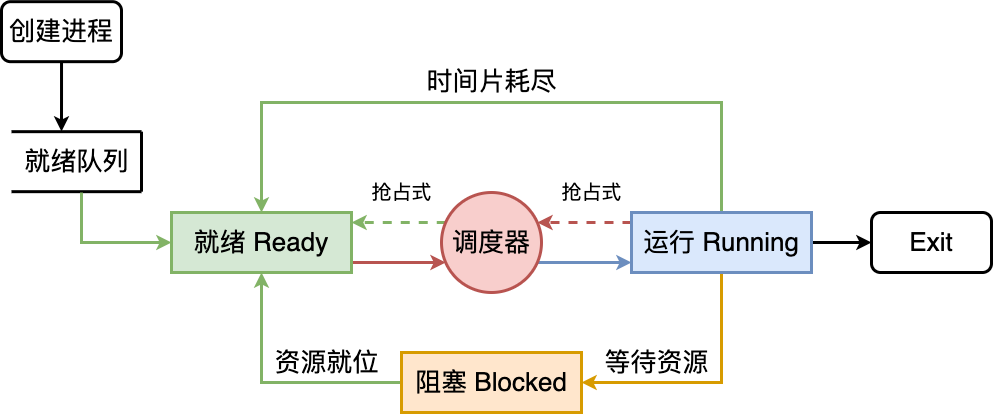 创建进程
时间片耗尽
就绪队列
抢占式
抢占式
就绪 Ready
调度器
运行 Running
Exit
资源就位
等待资源
阻塞 Blocked